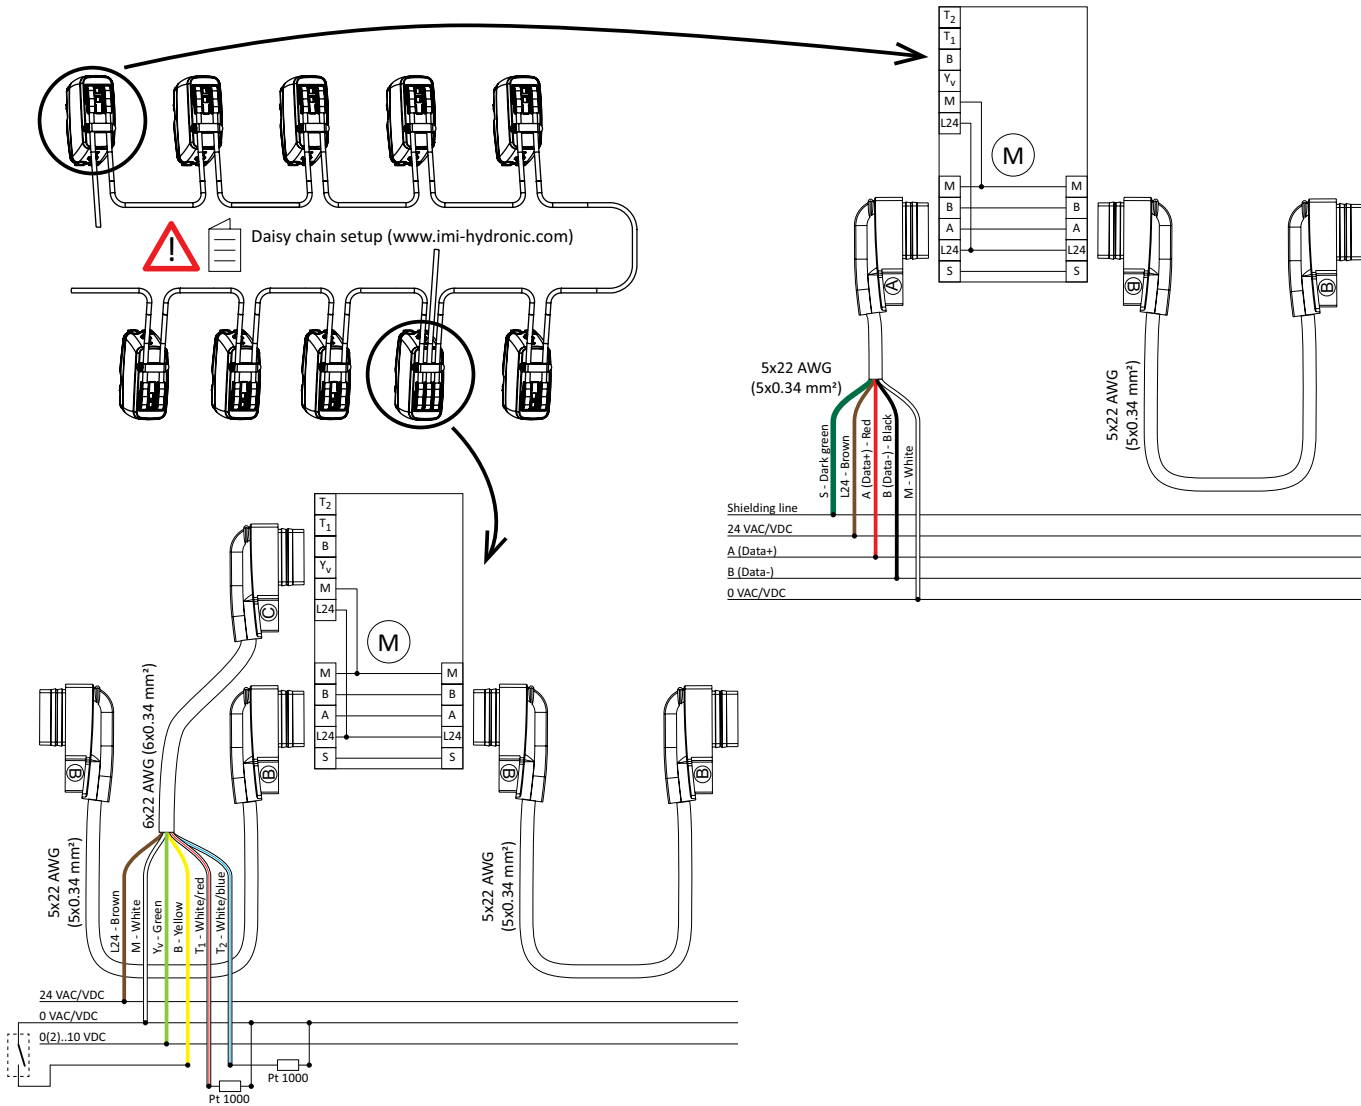 T2
T1
B
Yv
M
L24
M
M
B
A
L24
S
M
B
A
L24
S
A
B
B
! Daisy chain setup (www.imi-hydronic.com)
5x22 AWG
(5x0.34 mm²)
5x22 AWG
(5x0.34 mm²)
S - Dark green
L24 - Brown
A (Data+) - Red
B (Data-) - Black
M - White
Shielding line
24 VAC/VDC
A (Data+)
B (Data-)
0 VAC/VDC
T2
T1
B
Yv
M
L24
M
M
B
A
L24
S
M
B
A
L24
S
C
B
B
B
B
6x22 AWG (6x0.34 mm²)
5x22 AWG
(5x0.34 mm²)
5x22 AWG
(5x0.34 mm²)
L24 - Brown
M - White
Yv - Green
B - Yellow
T1 - White/red
T2 - White/blue
24 VAC/VDC
0 VAC/VDC
0(2)..10 VDC
Pt 1000
Pt 1000